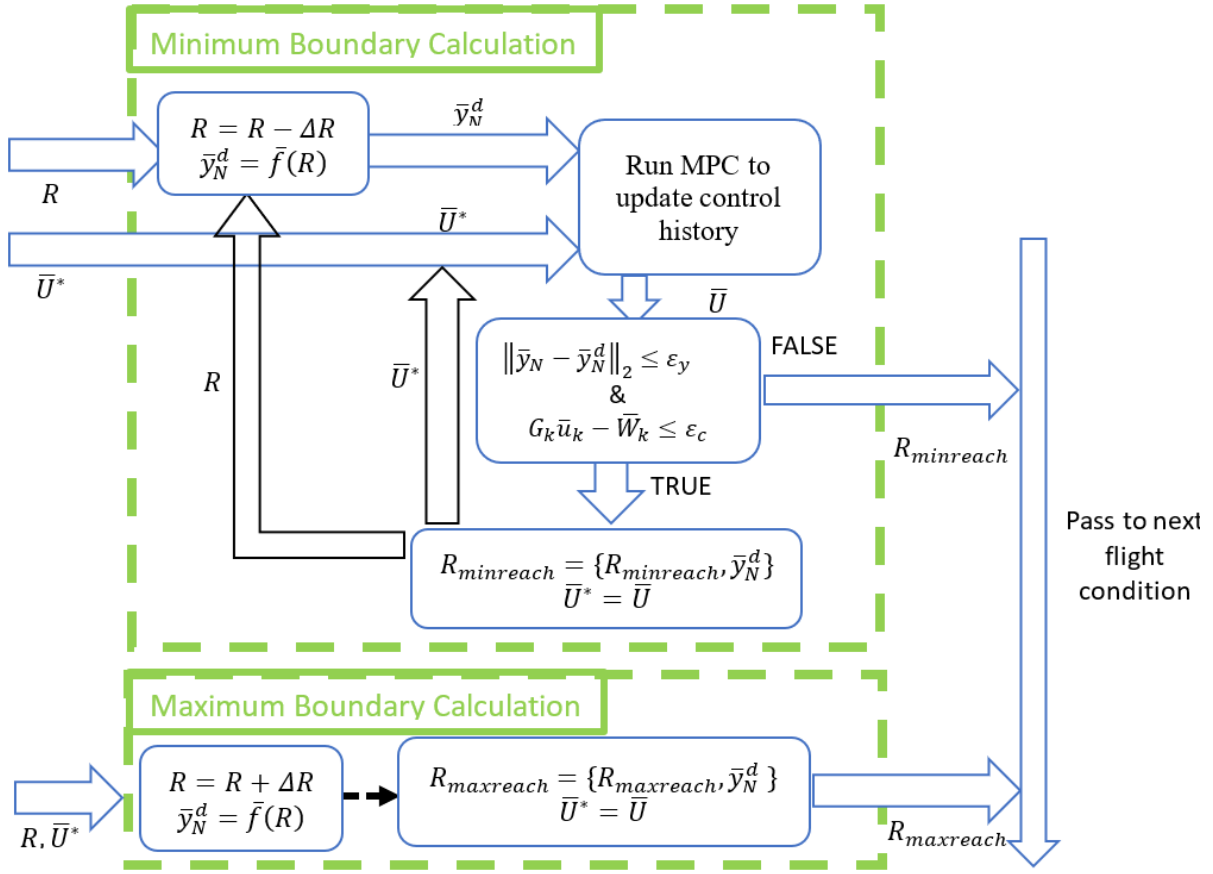 Minimum Boundary Calculation
R = R − ΔR
ȳ_N^d = f̄(R)
R
ȳ_N^d
Run MPC to
update control
history
Ū*
Ū*
Ū
‖ȳ_N − ȳ_N^d‖₂ ≤ ε_y
&
G_k ū_k − W̄_k ≤ ε_c
FALSE
R_minreach
R
Ū*
TRUE
R_minreach = {R_minreach, ȳ_N^d}
Ū* = Ū
Pass to next
flight
condition
Maximum Boundary Calculation
R = R + ΔR
ȳ_N^d = f̄(R)
R, Ū*
R_maxreach = {R_maxreach, ȳ_N^d }
Ū* = Ū
R_maxreach